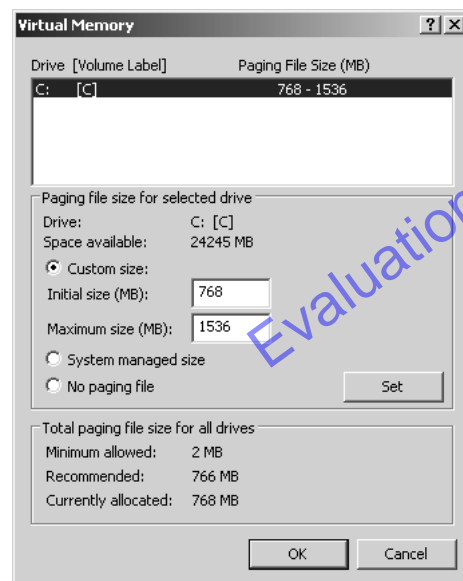 Virtual Memory
Drive [Volume Label] Paging File Size (MB)
C: [C] 768 - 1536
Paging file size for selected drive
Drive: C: [C]
Space available: 24245 MB
Custom size:
Initial size (MB): 768
Maximum size (MB): 1536
System managed size
No paging file
Set
Total paging file size for all drives
Minimum allowed: 2 MB
Recommended: 766 MB
Currently allocated: 768 MB
OK Cancel
Evaluation